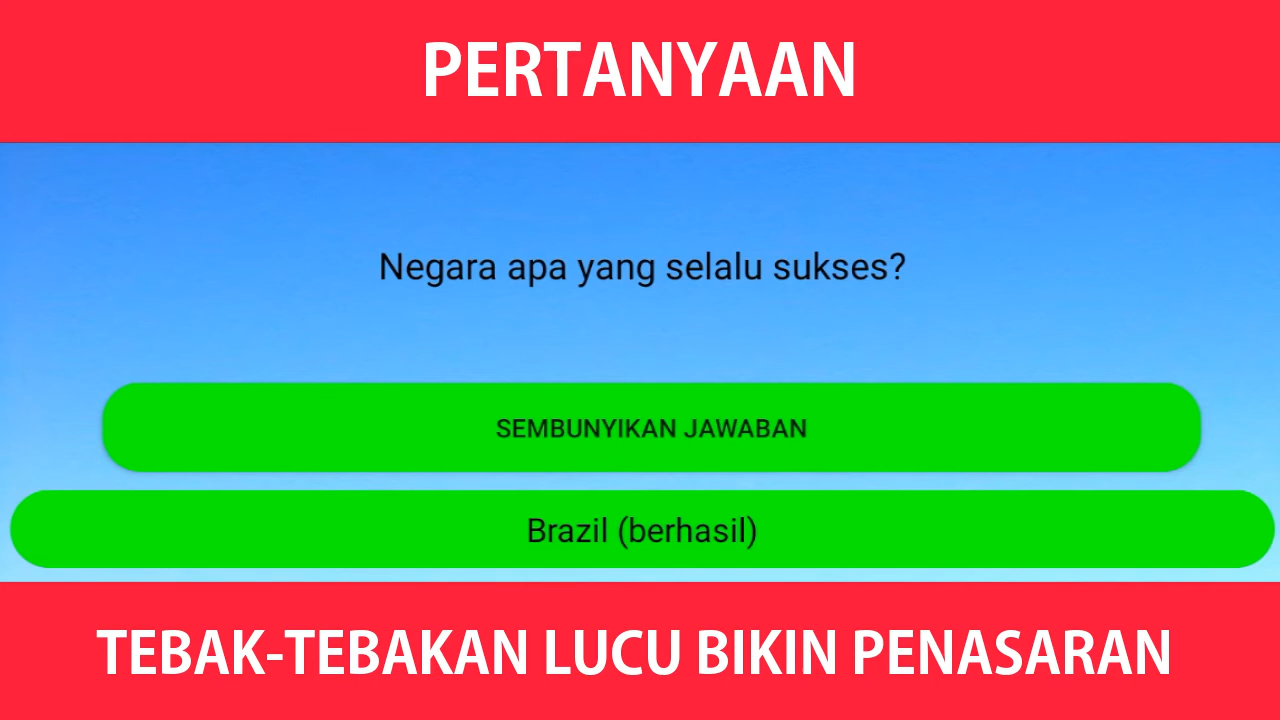 PERTANYAAN
Negara apa yang selalu sukses?
SEMBUNYIKAN JAWABAN
Brazil (berhasil)
TEBAK-TEBAKAN LUCU BIKIN PENASARAN